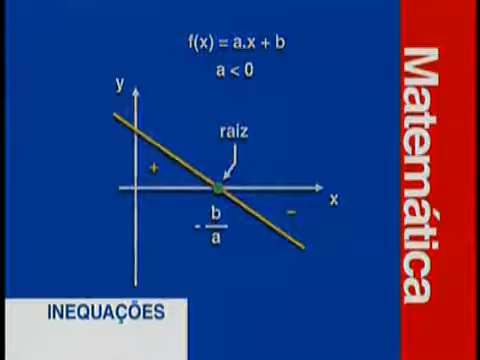 f(x) = a.x + b
a < 0
y
raiz
+
x
-
- b
a
INEQUAÇÕES
Matemática